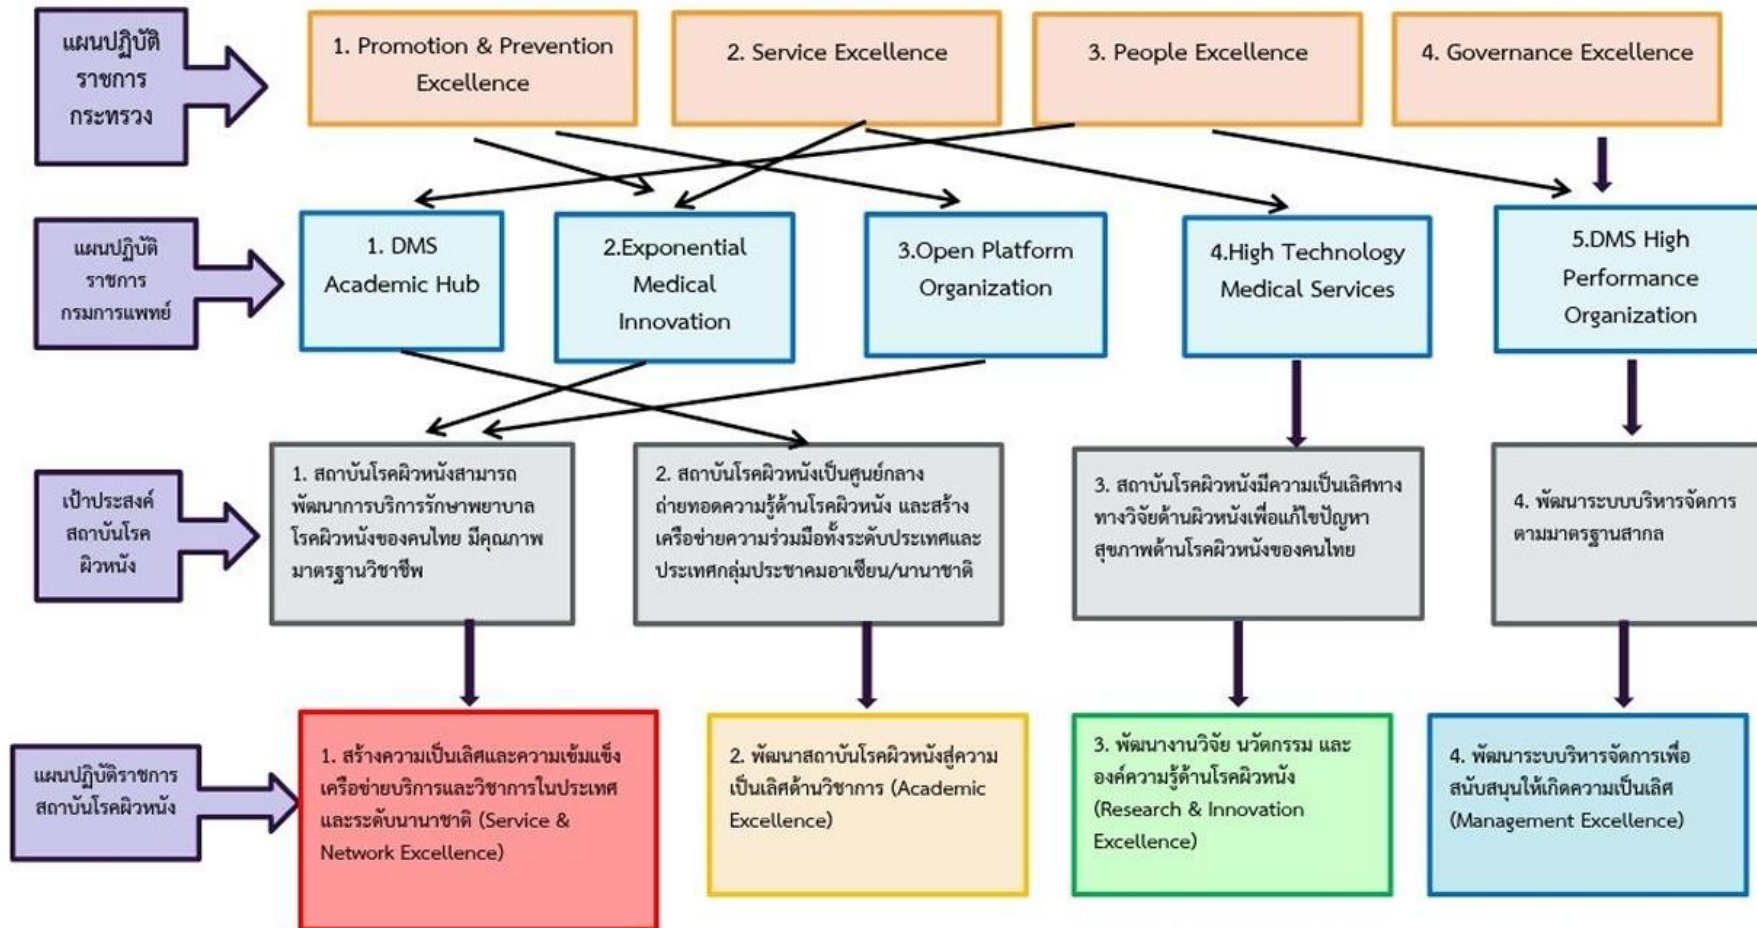 แผนปฏิบัติ
ราชการ
กระทรวง
1. Promotion & Prevention
Excellence
2. Service Excellence
3. People Excellence
4. Governance Excellence
แผนปฏิบัติ
ราชการ
กรมการแพทย์
1. DMS
Academic Hub
2.Exponential
Medical
Innovation
3.Open Platform
Organization
4.High Technology
Medical Services
5.DMS High
Performance
Organization
เป้าประสงค์
สถาบันโรค
ผิวหนัง
1. สถาบันโรคผิวหนังสามารถ
พัฒนาการบริการรักษาพยาบาล
โรคผิวหนังของคนไทย มีคุณภาพ
มาตรฐานวิชาชีพ
2. สถาบันโรคผิวหนังเป็นศูนย์กลาง
ถ่ายทอดความรู้ด้านโรคผิวหนัง และสร้าง
เครือข่ายความร่วมมือทั้งระดับประเทศและ
ประเทศกลุ่มประชาคมอาเซียน/นานาชาติ
3. สถาบันโรคผิวหนังมีความเป็นเลิศทาง
ทางวิจัยด้านผิวหนังเพื่อแก้ไขปัญหา
สุขภาพด้านโรคผิวหนังของคนไทย
4. พัฒนาระบบบริหารจัดการ
ตามมาตรฐานสากล
แผนปฏิบัติราชการ
สถาบันโรคผิวหนัง
1. สร้างความเป็นเลิศและความเข้มแข็ง
เครือข่ายบริการและวิชาการในประเทศ
และระดับนานาชาติ (Service &
Network Excellence)
2. พัฒนาสถาบันโรคผิวหนังสู่ความ
เป็นเลิศด้านวิชาการ (Academic
Excellence)
3. พัฒนางานวิจัย นวัตกรรม และ
องค์ความรู้ด้านโรคผิวหนัง
(Research & Innovation
Excellence)
4. พัฒนาระบบริหารจัดการเพื่อ
สนับสนุนให้เกิดความเป็นเลิศ
(Management Excellence)